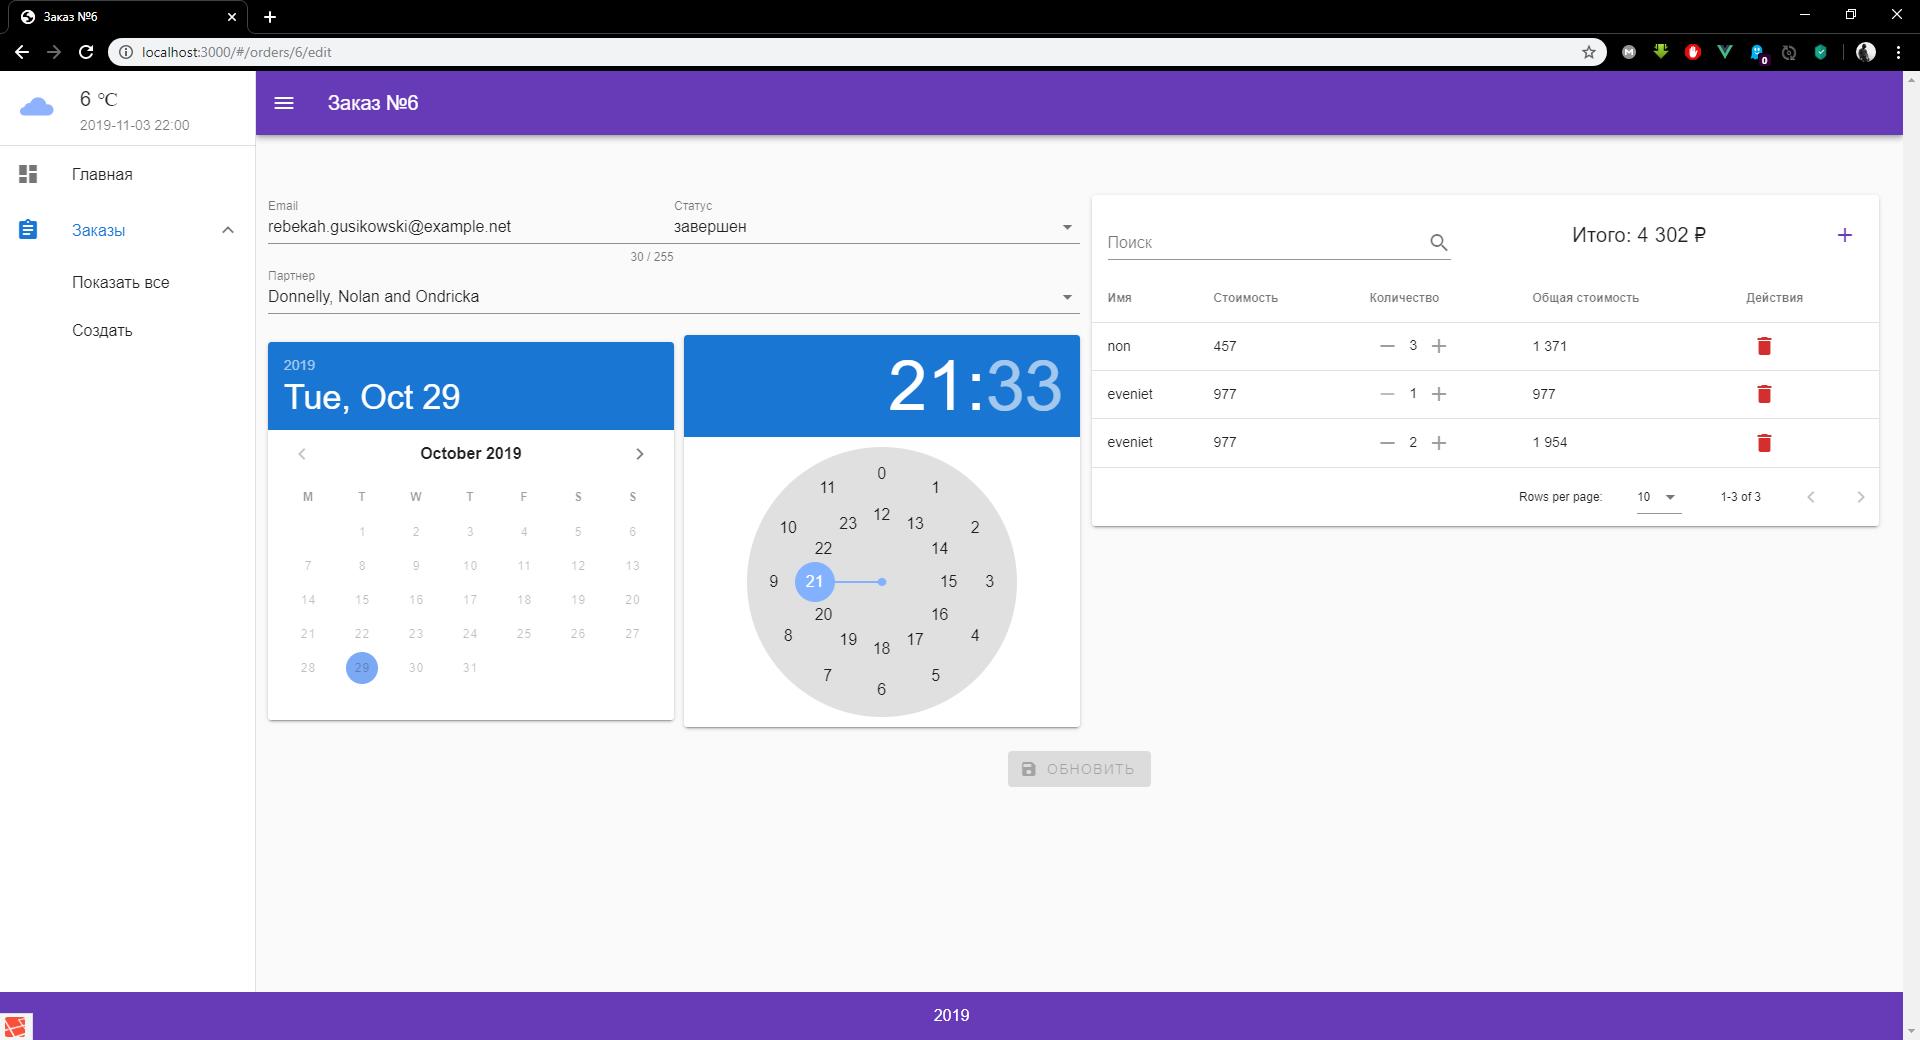 Заказ №6
localhost:3000/#/orders/6/edit
0
6 °C
2019-11-03 22:00
Главная
Заказы
Показать все
Создать
Заказ №6
Email
rebekah.gusikowski@example.net
30 / 255
Статус
завершен
Партнер
Donnelly, Nolan and Ondricka
2019
Tue, Oct 29
October 2019
M T W T F S S
1 2 3 4 5 6
7 8 9 10 11 12 13
14 15 16 17 18 19 20
21 22 23 24 25 26 27
28 29 30 31
21:33
0
11 1
12
10 23 13 2
22 14
9 21 15 3
20 16
8 19 17 4
18
7 5
6
Поиск
Итого: 4 302 ₽
Имя Стоимость Количество Общая стоимость Действия
non 457 3 1 371
eveniet 977 1 977
eveniet 977 2 1 954
Rows per page: 10 1-3 of 3
ОБНОВИТЬ
2019